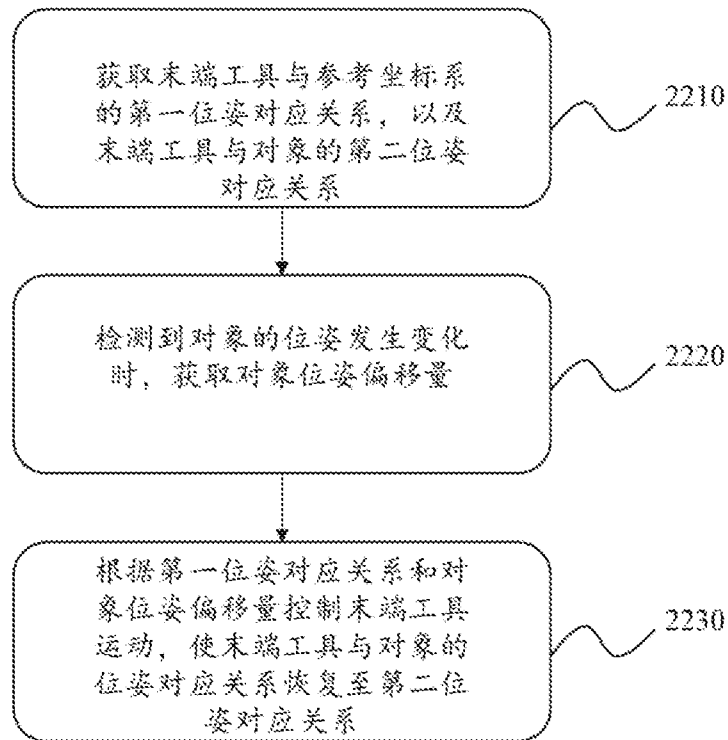 获取末端工具与参考坐标系
的第一位姿对应关系，以及
末端工具与对象的第二位姿
对应关系
2210
检测到对象的位姿发生变化
时，获取对象位姿偏移量
2220
根据第一位姿对应关系和对
象位姿偏移量控制末端工具
运动，使末端工具与对象的
位姿对应关系恢复至第二位
姿对应关系
2230